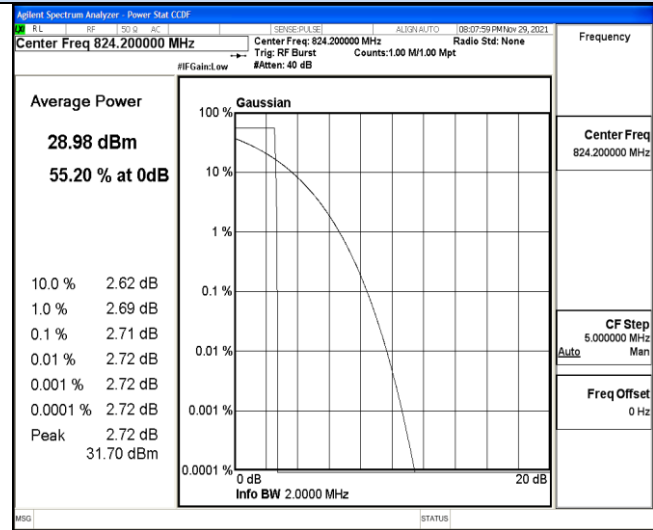 Agilent Spectrum Analyzer - Power Stat CCDF
RL RF 50 Ω AC SENSE:PULSE ALIGN AUTO 08:07:59 PM Nov 29, 2021
Center Freq 824.200000 MHz
Center Freq: 824.200000 MHz Radio Std: None
Trig: RF Burst Counts:1.00 M/1.00 Mpt
#IFGain:Low #Atten: 40 dB
Frequency
Average Power
28.98 dBm
55.20 % at 0dB
10.0 % 2.62 dB
1.0 % 2.69 dB
0.1 % 2.71 dB
0.01 % 2.72 dB
0.001 % 2.72 dB
0.0001 % 2.72 dB
Peak 2.72 dB
31.70 dBm
Gaussian
100 %
10 %
1 %
0.1 %
0.01 %
0.001 %
0.0001 %
0 dB 20 dB
Info BW 2.0000 MHz
Center Freq
824.200000 MHz
CF Step
5.000000 MHz
Auto Man
Freq Offset
0 Hz
MSG STATUS